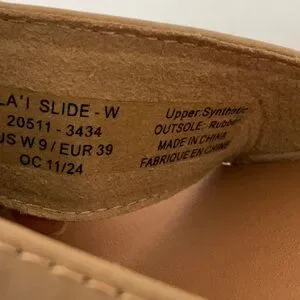 LA'I SLIDE - W
20511 - 3434
US W 9 / EUR 39
OC 11/24
Upper: Synthetic
OUTSOLE: Rubber
MADE IN CHINA
FABRIQUÉ EN CHINE